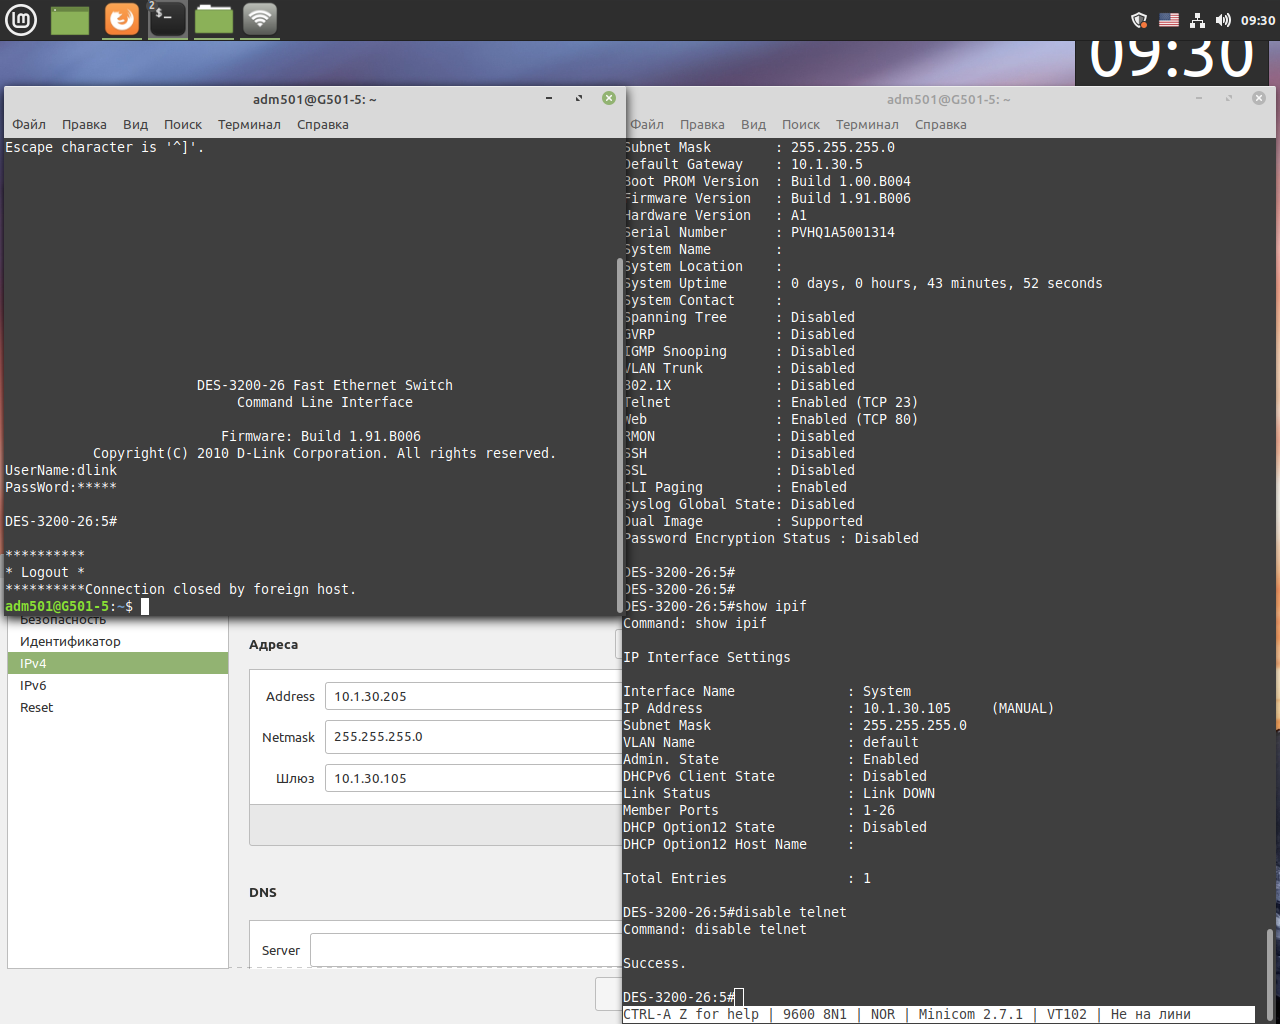 2
09:30
09:30
adm501@G501-5: ~
Файл Правка Вид Поиск Терминал Справка
Escape character is '^]'.
DES-3200-26 Fast Ethernet Switch
Command Line Interface
Firmware: Build 1.91.B006
Copyright(C) 2010 D-Link Corporation. All rights reserved.
UserName:dlink
PassWord:*****
DES-3200-26:5#
**********
* Logout *
**********Connection closed by foreign host.
adm501@G501-5:~$
adm501@G501-5: ~
Файл Правка Вид Поиск Терминал Справка
Subnet Mask : 255.255.255.0
Default Gateway : 10.1.30.5
Boot PROM Version : Build 1.00.B004
Firmware Version : Build 1.91.B006
Hardware Version : A1
Serial Number : PVHQ1A5001314
System Name :
System Location :
System Uptime : 0 days, 0 hours, 43 minutes, 52 seconds
System Contact :
Spanning Tree : Disabled
GVRP : Disabled
IGMP Snooping : Disabled
VLAN Trunk : Disabled
802.1X : Disabled
Telnet : Enabled (TCP 23)
Web : Enabled (TCP 80)
RMON : Disabled
SSH : Disabled
SSL : Disabled
CLI Paging : Enabled
Syslog Global State: Disabled
Dual Image : Supported
Password Encryption Status : Disabled
DES-3200-26:5#
DES-3200-26:5#
DES-3200-26:5#show ipif
Command: show ipif
IP Interface Settings
Interface Name : System
IP Address : 10.1.30.105 (MANUAL)
Subnet Mask : 255.255.255.0
VLAN Name : default
Admin. State : Enabled
DHCPv6 Client State : Disabled
Link Status : Link DOWN
Member Ports : 1-26
DHCP Option12 State : Disabled
DHCP Option12 Host Name :
Total Entries : 1
DES-3200-26:5#disable telnet
Command: disable telnet
Success.
DES-3200-26:5#
CTRL-A Z for help | 9600 8N1 | NOR | Minicom 2.7.1 | VT102 | Не на лини
Безопасность
Идентификатор
IPv4
IPv6
Reset
Адреса
Address 10.1.30.205
Netmask 255.255.255.0
Шлюз 10.1.30.105
DNS
Server